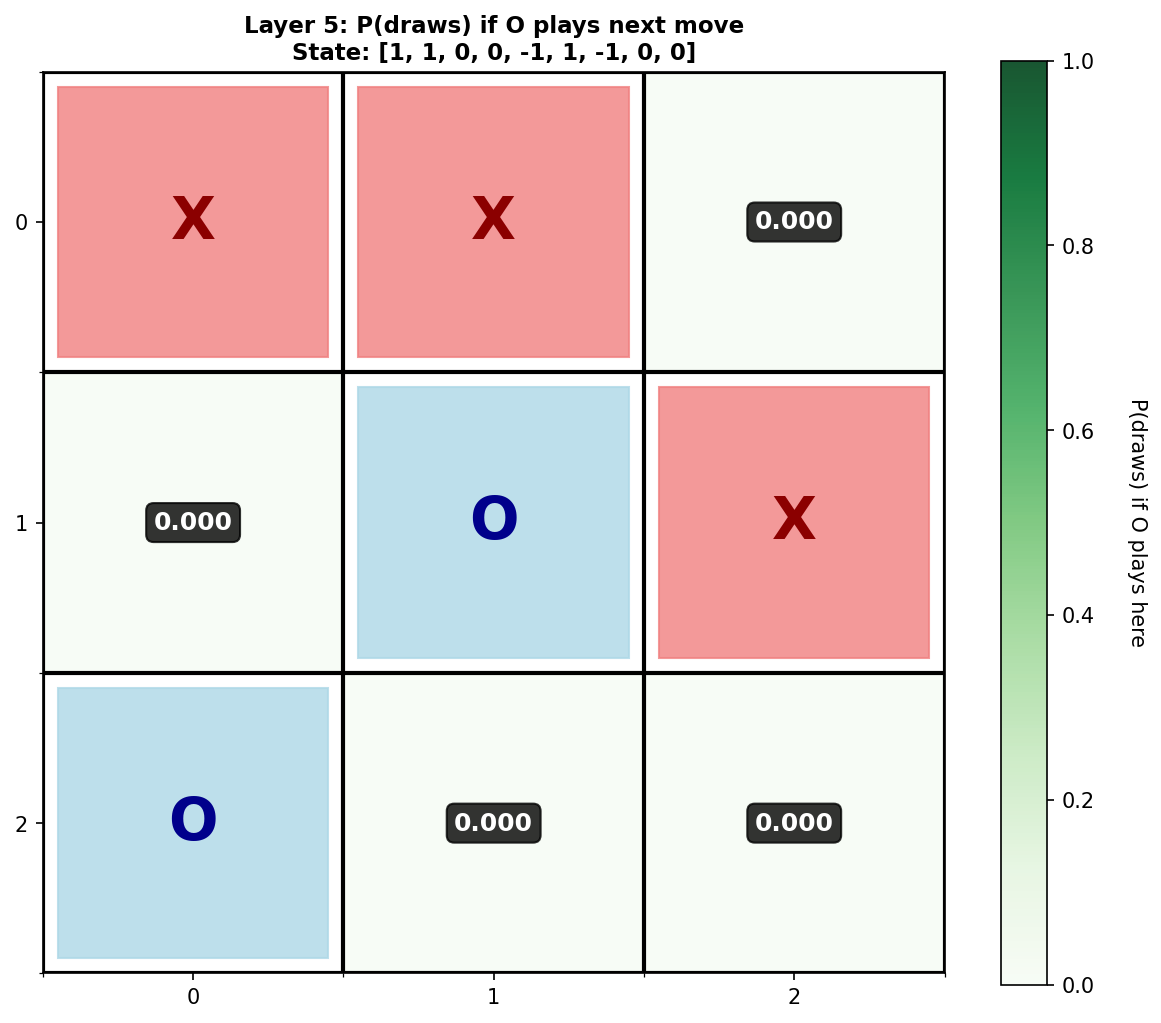 Layer 5: P(draws) if O plays next move
State: [1, 1, 0, 0, -1, 1, -1, 0, 0]
X
X
0.000
0.000
O
X
O
0.000
0.000
0
1
2
0
1
2
1.0
0.8
0.6
0.4
0.2
0.0
P(draws) if O plays here